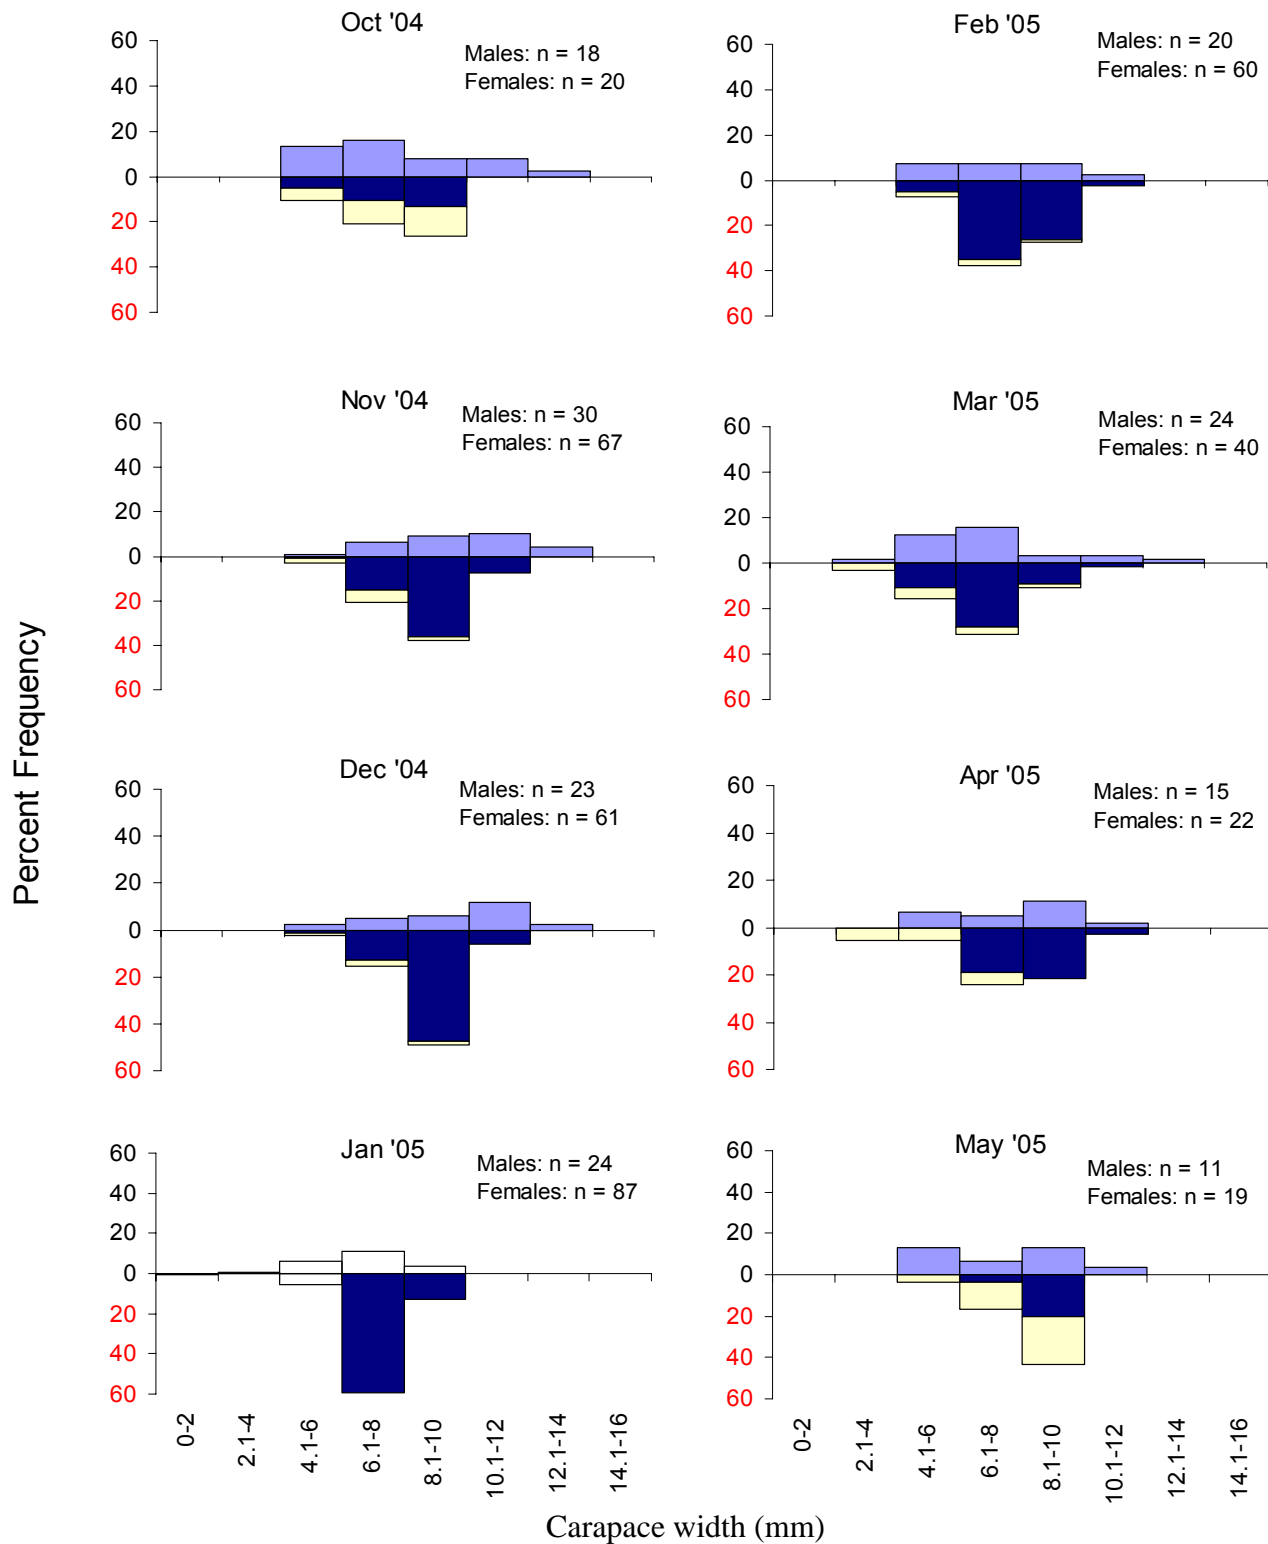 Percent Frequency
Oct '04
Males: n = 18
Females: n = 20
60
40
20
0
20
40
60
Feb '05
Males: n = 20
Females: n = 60
60
40
20
0
20
40
60
Nov '04
Males: n = 30
Females: n = 67
60
40
20
0
20
40
60
Mar '05
Males: n = 24
Females: n = 40
60
40
20
0
20
40
60
Dec '04
Males: n = 23
Females: n = 61
60
40
20
0
20
40
60
Apr '05
Males: n = 15
Females: n = 22
60
40
20
0
20
40
60
Jan '05
Males: n = 24
Females: n = 87
60
40
20
0
20
40
60
0-2
2.1-4
4.1-6
6.1-8
8.1-10
10.1-12
12.1-14
14.1-16
May '05
Males: n = 11
Females: n = 19
60
40
20
0
20
40
60
0-2
2.1-4
4.1-6
6.1-8
8.1-10
10.1-12
12.1-14
14.1-16
Carapace width (mm)